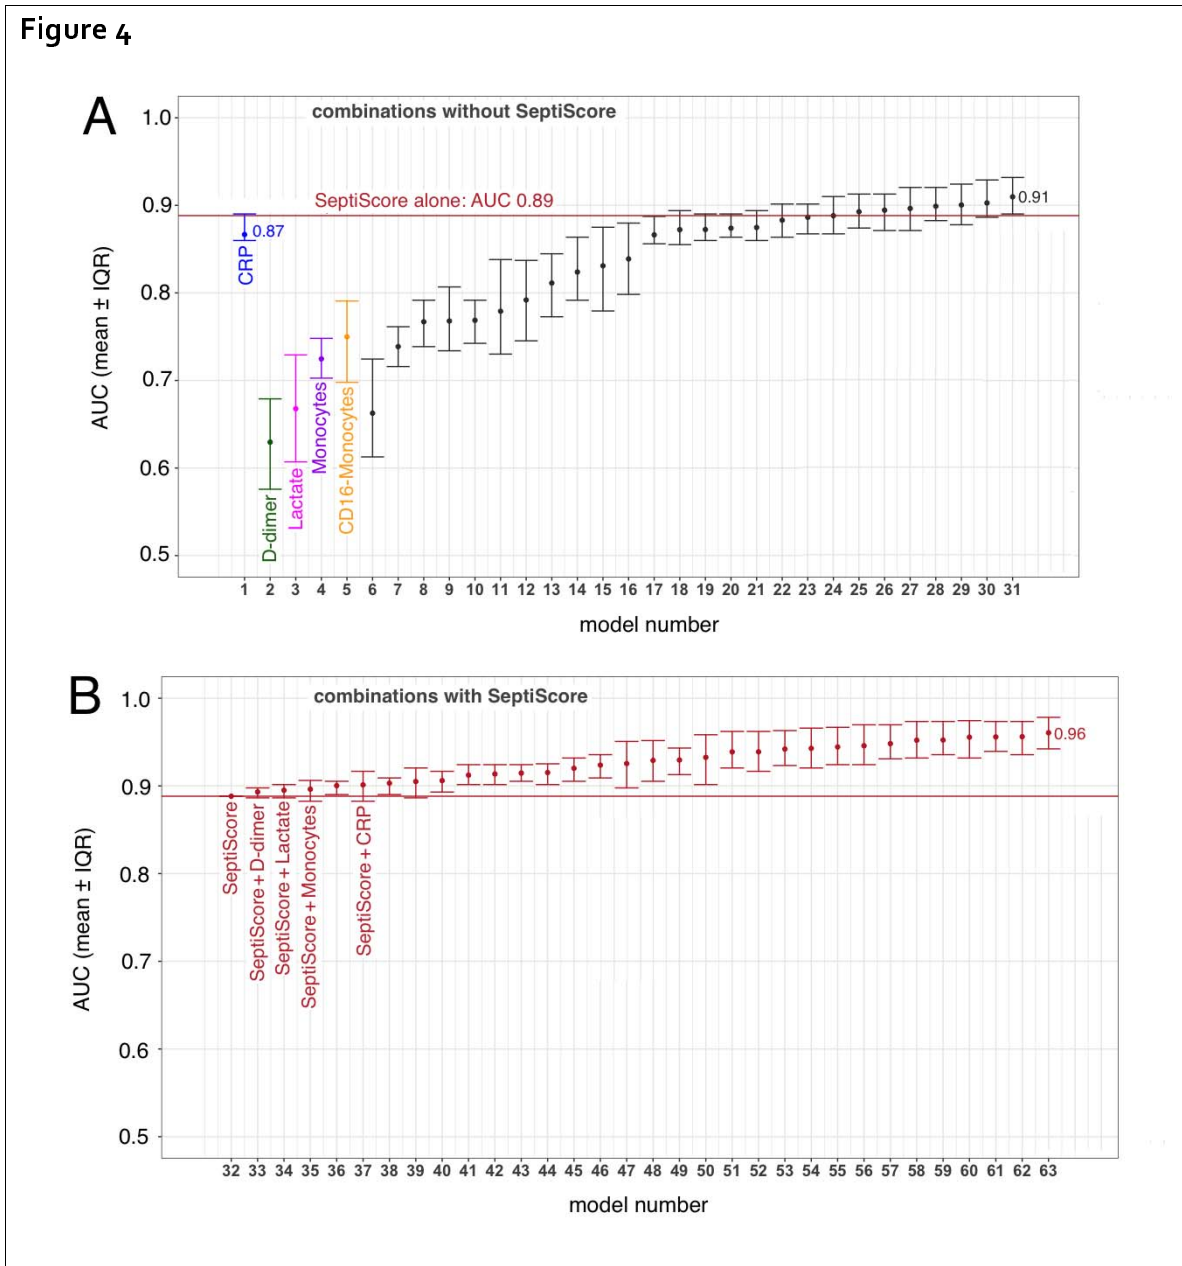 Figure 4
A
combinations without SeptiScore
SeptiScore alone: AUC 0.89
1.0
0.9
0.8
0.7
0.6
0.5
AUC (mean ± IQR)
0.87
CRP
D-dimer
Lactate
Monocytes
CD16-Monocytes
0.91
1 2 3 4 5 6 7 8 9 10 11 12 13 14 15 16 17 18 19 20 21 22 23 24 25 26 27 28 29 30 31
model number
B
combinations with SeptiScore
1.0
0.9
0.8
0.7
0.6
0.5
AUC (mean ± IQR)
SeptiScore
SeptiScore + D-dimer
SeptiScore + Lactate
SeptiScore + Monocytes
SeptiScore + CRP
0.96
32 33 34 35 36 37 38 39 40 41 42 43 44 45 46 47 48 49 50 51 52 53 54 55 56 57 58 59 60 61 62 63
model number